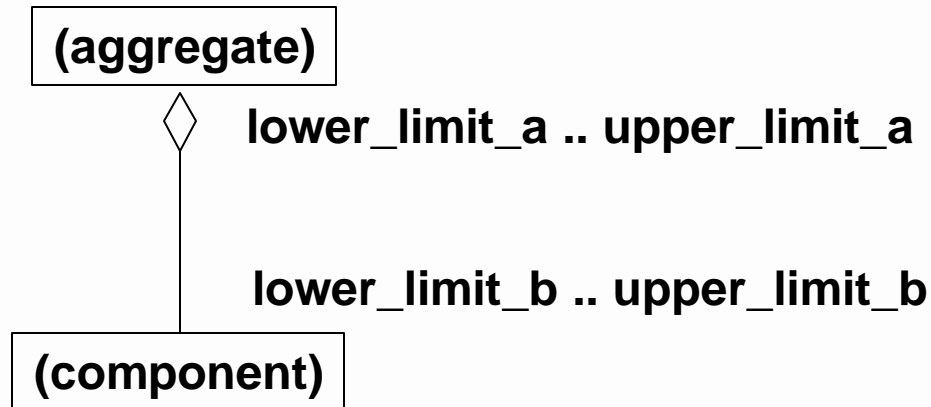 (aggregate)
lower_limit_a .. upper_limit_a
lower_limit_b .. upper_limit_b
(component)